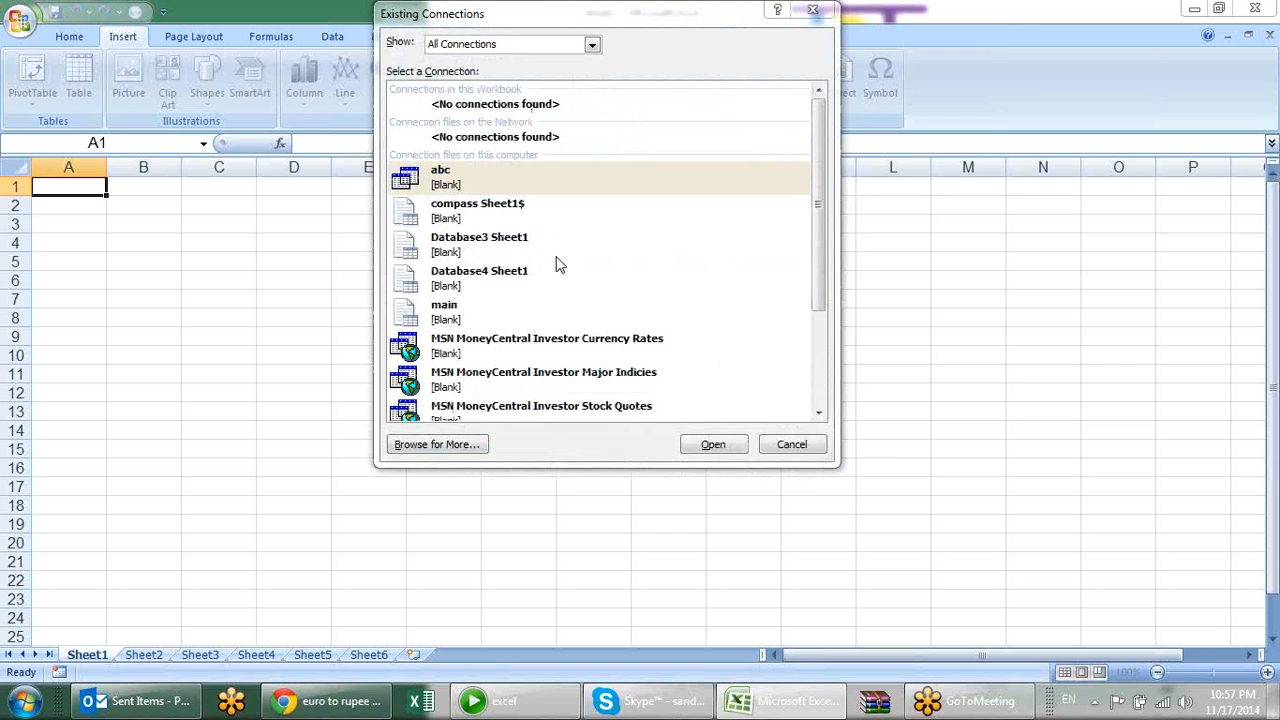 Existing Connections
?
Home
Insert
Page Layout
Formulas
Data
Show:
All Connections
Select a Connection:
PivotTable
Table
Picture
Clip
Art
Shapes
SmartArt
Column
Line
Symbol
Tables
Illustrations
A1
fx
Connections in this Workbook
<No connections found>
Connection files on the Network
<No connections found>
Connection files on this computer
abc
[Blank]
compass Sheet1$
[Blank]
Database3 Sheet1
[Blank]
Database4 Sheet1
[Blank]
main
[Blank]
MSN MoneyCentral Investor Currency Rates
[Blank]
MSN MoneyCentral Investor Major Indicies
[Blank]
MSN MoneyCentral Investor Stock Quotes
Browse for More...
Open
Cancel
A B C D E L M N O P
1
2
3
4
5
6
7
8
9
10
11
12
13
14
15
16
17
18
19
20
21
22
23
24
25
Sheet1 Sheet2 Sheet3 Sheet4 Sheet5 Sheet6
Ready
100%
Sent Items - P...
euro to rupee ...
excel
Skype™ - sand...
Microsoft Exce...
GoToMeeting
EN
10:57 PM
11/17/2014